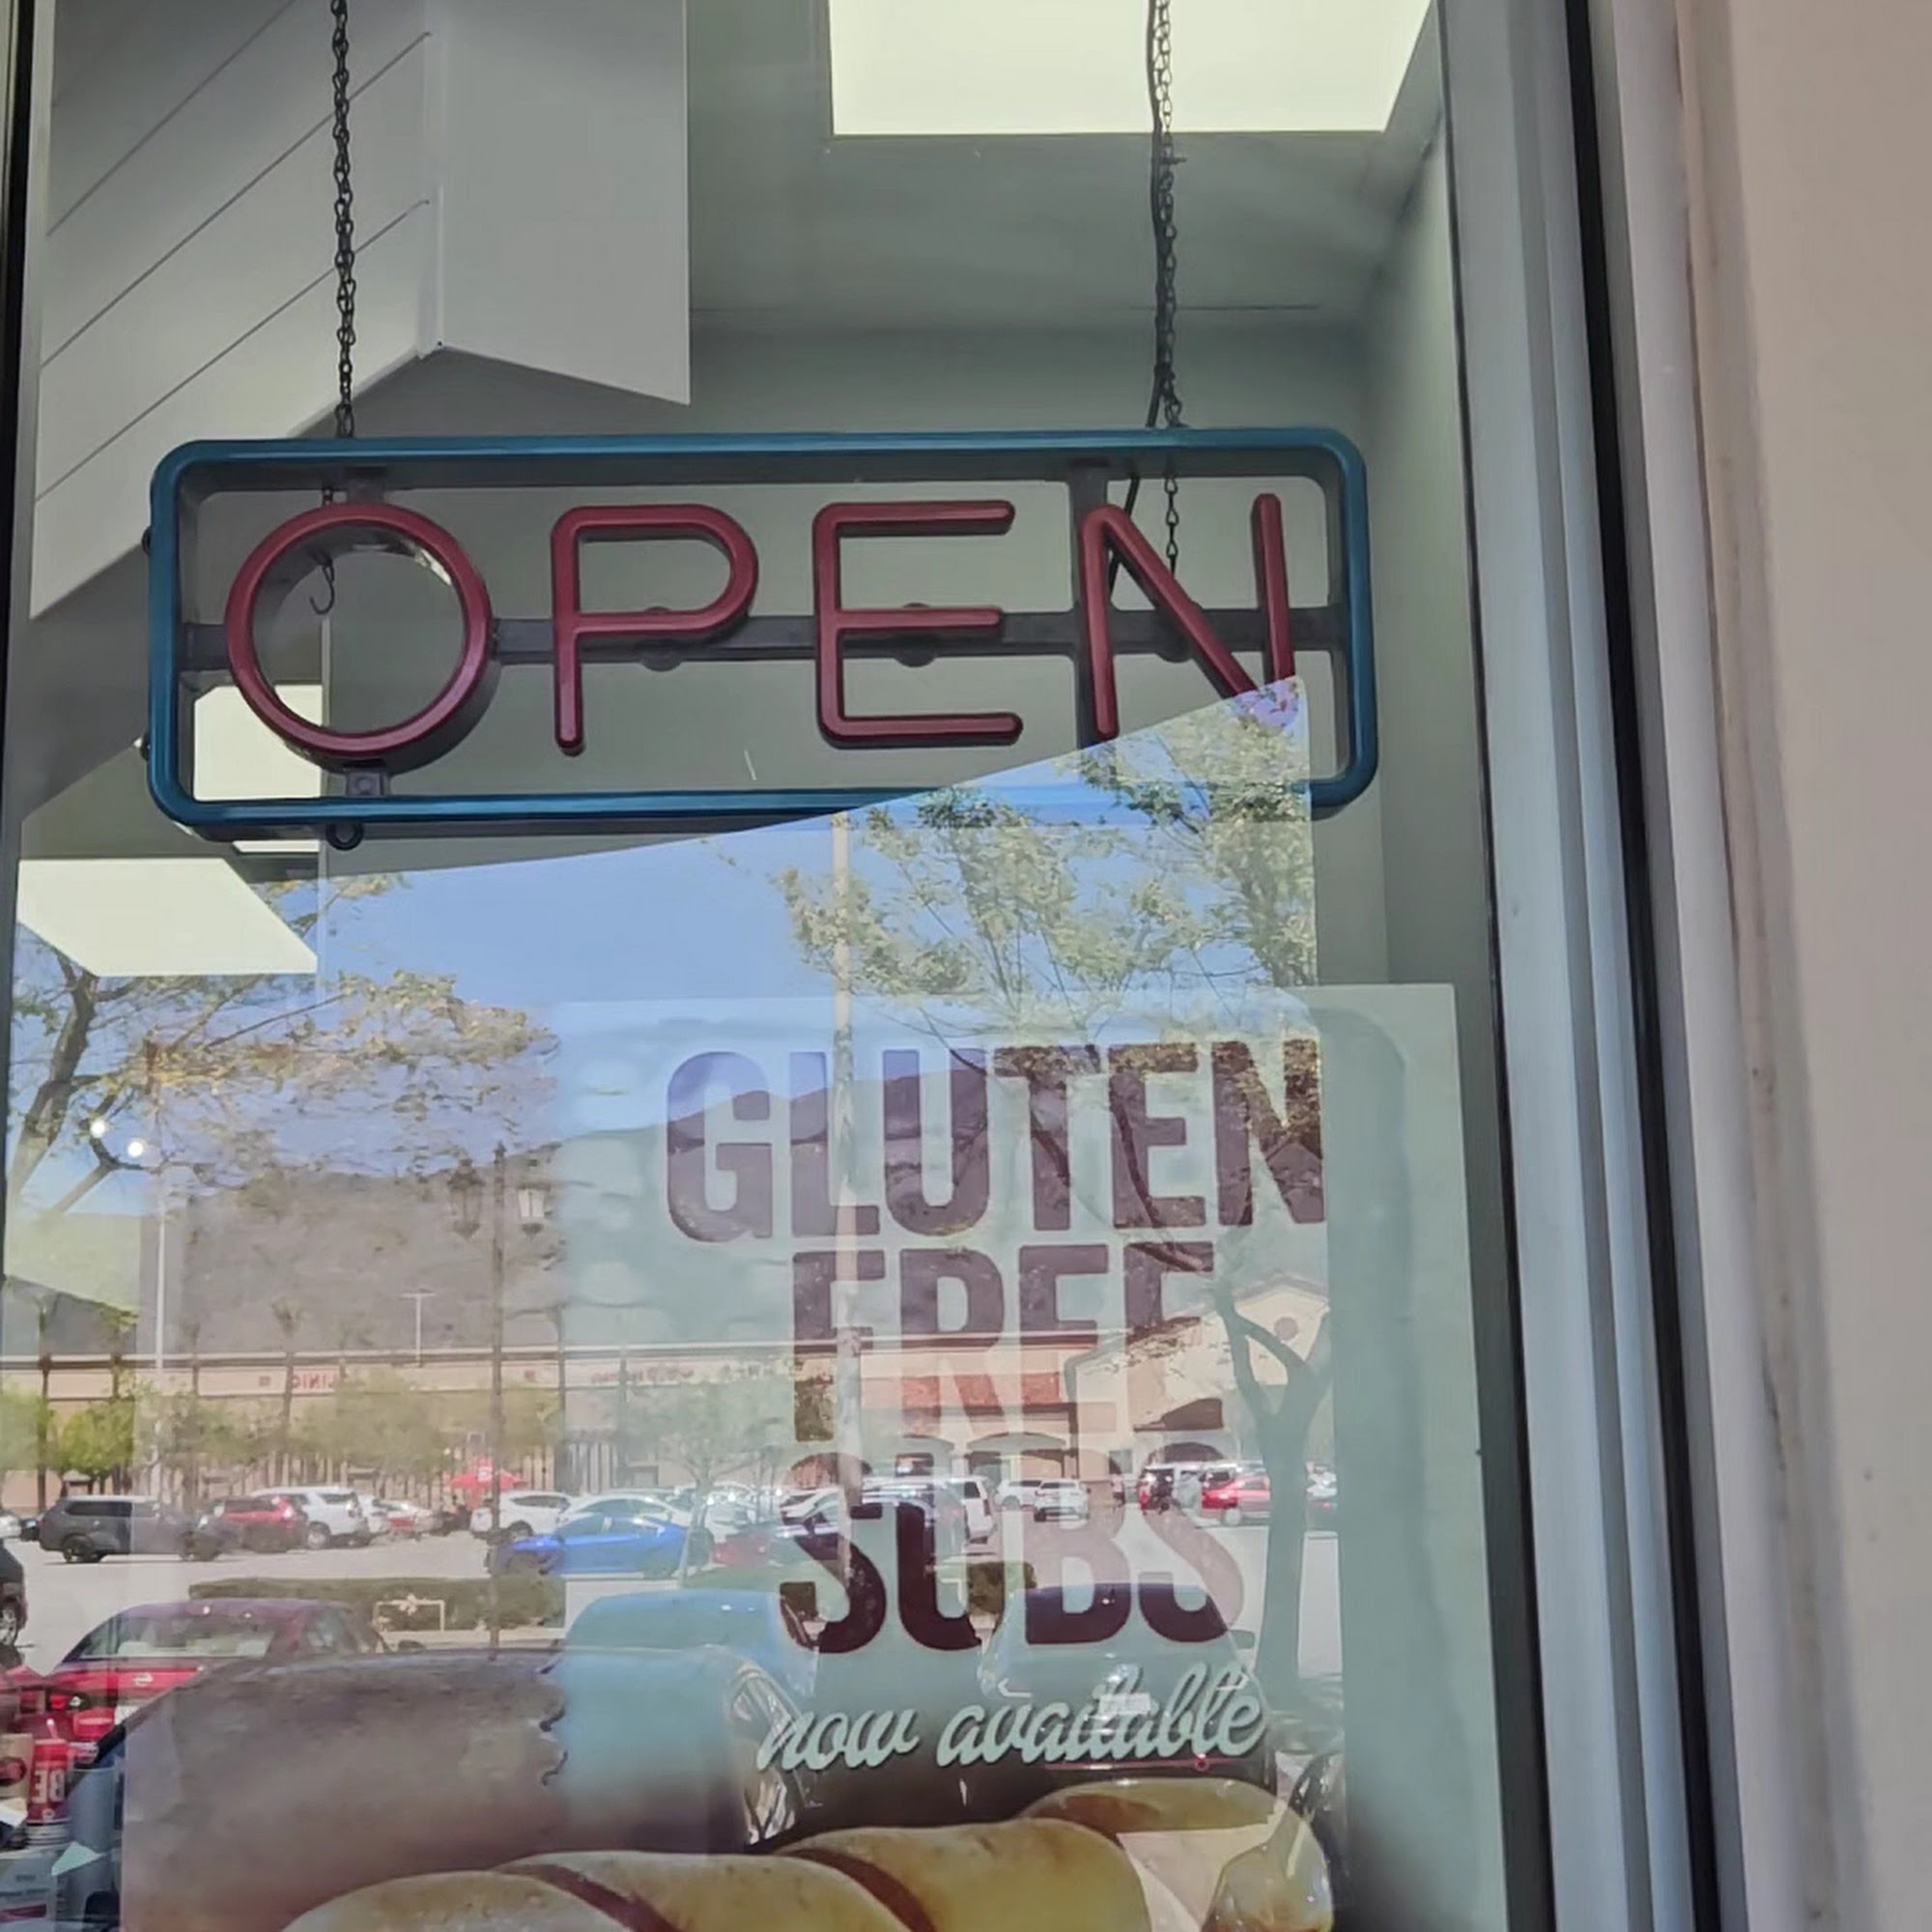 OPEN
GLUTEN
FREE
SUBS
now available